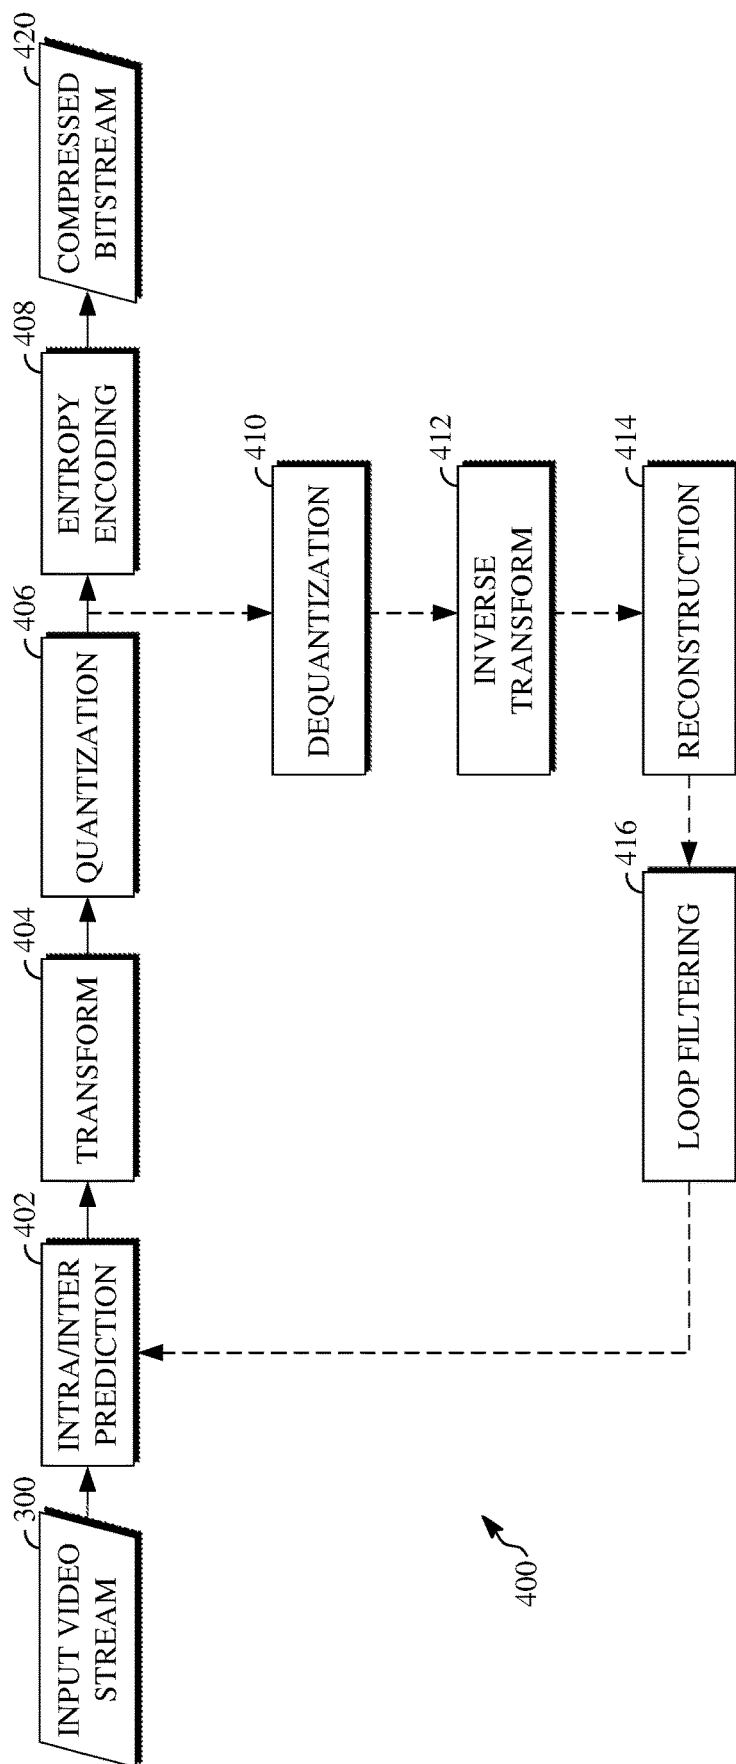 300
INPUT VIDEO
STREAM
402
INTRA/INTER
PREDICTION
404
TRANSFORM
406
QUANTIZATION
408
ENTROPY
ENCODING
420
COMPRESSED
BITSTREAM
410
DEQUANTIZATION
412
INVERSE
TRANSFORM
414
RECONSTRUCTION
416
LOOP FILTERING
400